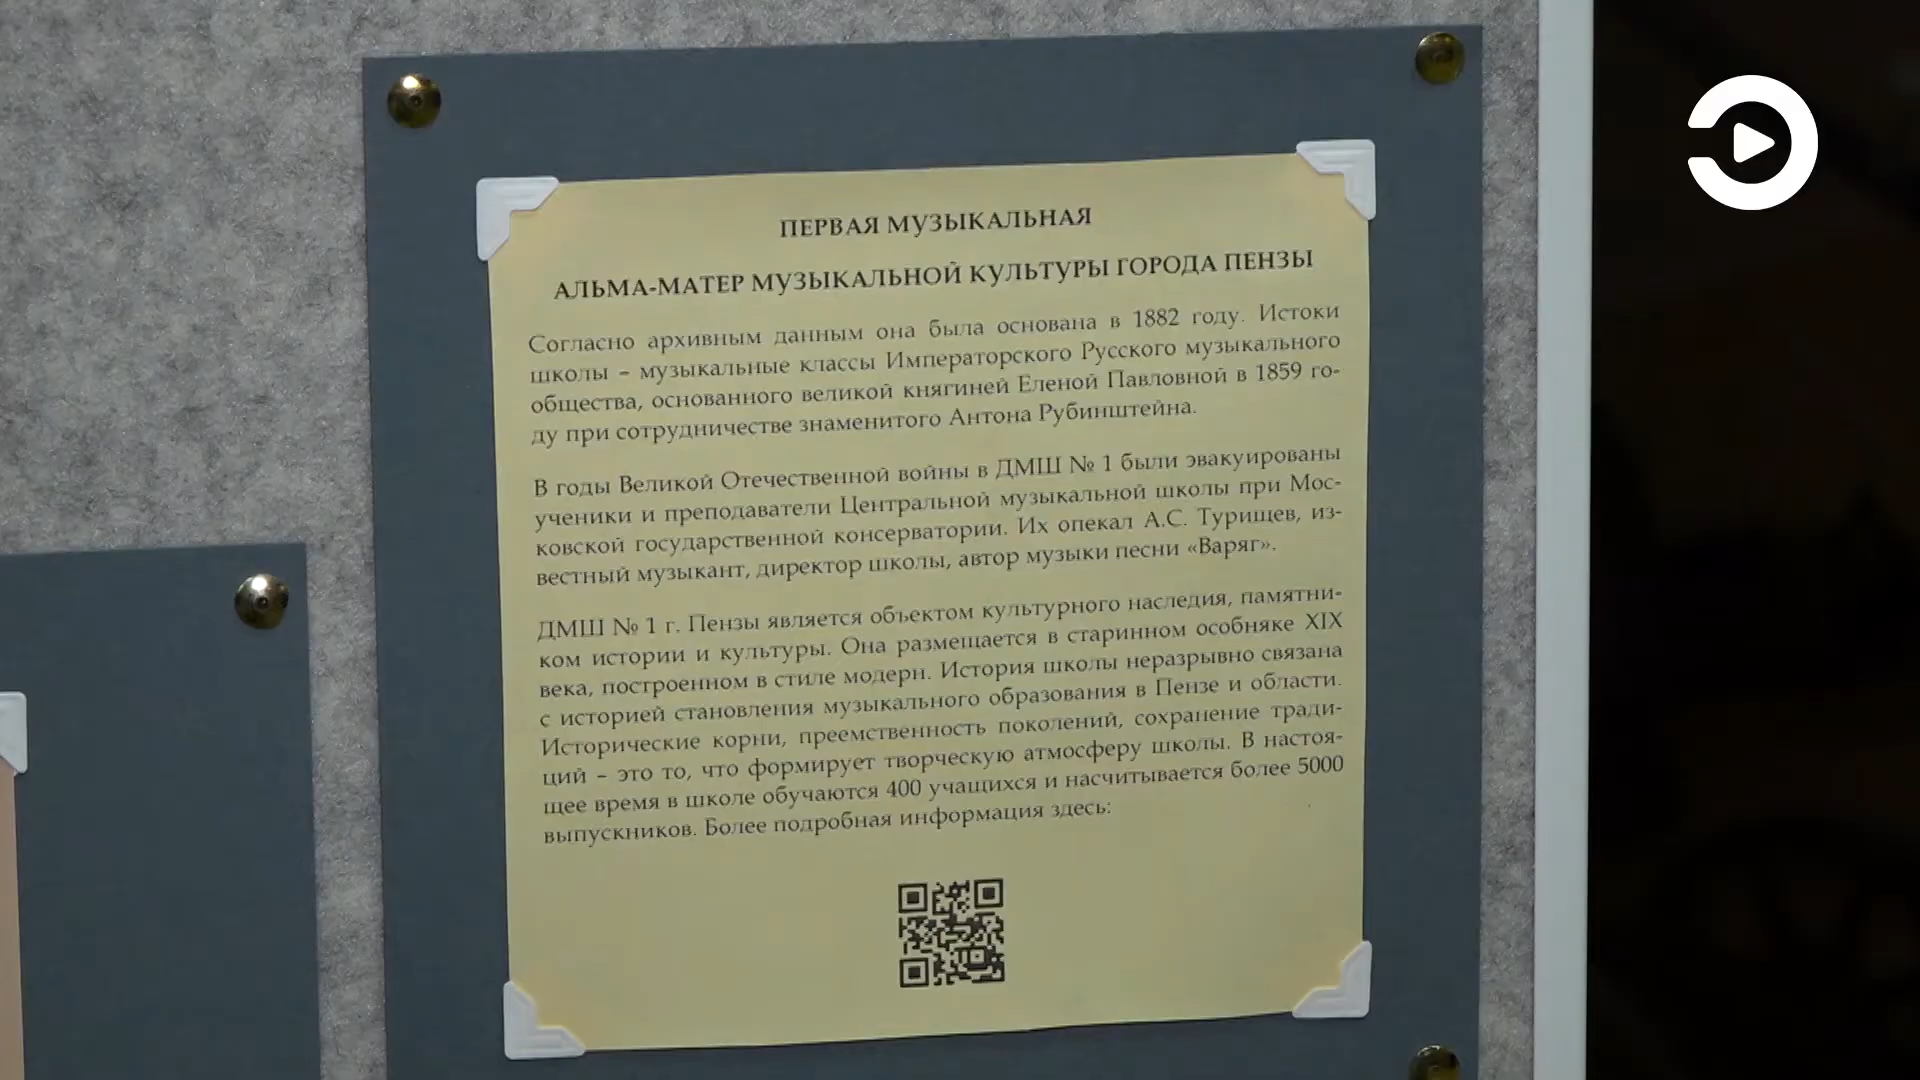 ПЕРВАЯ МУЗЫКАЛЬНАЯ
АЛЬМА-МАТЕР МУЗЫКАЛЬНОЙ КУЛЬТУРЫ ГОРОДА ПЕНЗЫ
Согласно архивным данным она была основана в 1882 году. Истоки
школы – музыкальные классы Императорского Русского музыкального
общества, основанного великой княгиней Еленой Павловной в 1859 го-
ду при сотрудничестве знаменитого Антона Рубинштейна.
В годы Великой Отечественной войны в ДМШ № 1 были эвакуированы
ученики и преподаватели Центральной музыкальной школы при Мос-
ковской государственной консерватории. Их опекал А.С. Турищев, из-
вестный музыкант, директор школы, автор музыки песни «Варяг».
ДМШ № 1 г. Пензы является объектом культурного наследия, памятни-
ком истории и культуры. Она размещается в старинном особняке XIX
века, построенном в стиле модерн. История школы неразрывно связана
с историей становления музыкального образования в Пензе и области.
Исторические корни, преемственность поколений, сохранение тради-
ций – это то, что формирует творческую атмосферу школы. В настоя-
щее время в школе обучаются 400 учащихся и насчитывается более 5000
выпускников. Более подробная информация здесь: